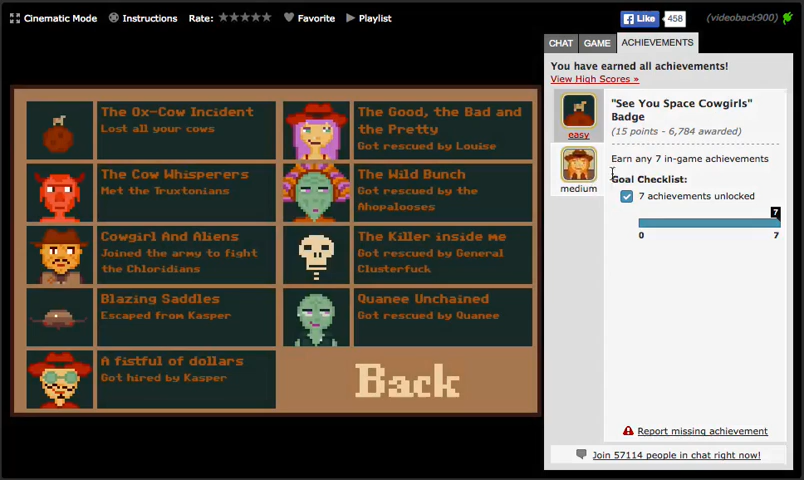 Cinematic Mode Instructions Rate: Favorite Playlist Like 458 (videoback900)
CHAT GAME ACHIEVEMENTS
You have earned all achievements!
View High Scores »
easy
medium
"See You Space Cowgirls"
Badge
(15 points - 6,784 awarded)
Earn any 7 in-game achievements
Goal Checklist:
7 achievements unlocked
7
0 7
Report missing achievement
Join 57114 people in chat right now!
The Ox-Cow Incident
Lost all your cows
The Good, the Bad and
the Pretty
Got rescued by Louise
The Cow Whisperers
Met the Truxtonians
The Wild Bunch
Got rescued by the
Ahopalooses
Cowgirl And Aliens
Joined the army to fight
the Chloridians
The Killer inside me
Got rescued by General
Clusterfuck
Blazing Saddles
Escaped from Kasper
Quanee Unchained
Got rescued by Quanee
A fistful of dollars
Got hired by Kasper
Back